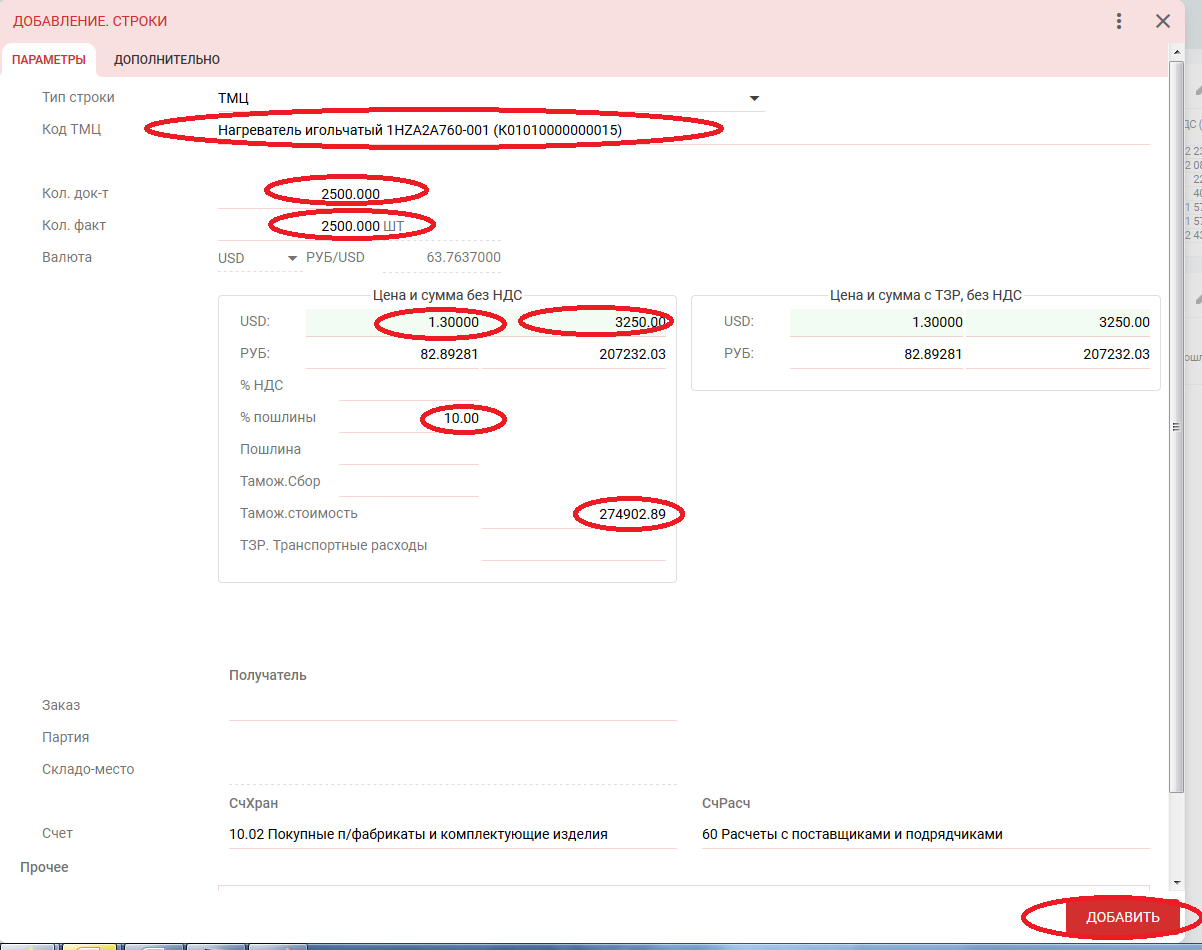 ДОБАВЛЕНИЕ. СТРОКИ
ПАРАМЕТРЫ ДОПОЛНИТЕЛЬНО
Тип строки ТМЦ
Код ТМЦ Нагреватель игольчатый 1HZA2A760-001 (К01010000000015)
Кол. док-т 2500.000
Кол. факт 2500.000 ШТ
Валюта USD РУБ/USD 63.7637000
Цена и сумма без НДС Цена и сумма с ТЗР, без НДС
USD: 1.30000 3250.00 USD: 1.30000 3250.00
РУБ: 82.89281 207232.03 РУБ: 82.89281 207232.03
% НДС
% пошлины 10.00
Пошлина
Тамож.Сбор
Тамож.стоимость 274902.89
ТЗР. Транспортные расходы
Получатель
Заказ
Партия
Складо-место
СчХран СчРасч
Счет 10.02 Покупные п/фабрикаты и комплектующие изделия 60 Расчеты с поставщиками и подрядчиками
Прочее
ДОБАВИТЬ